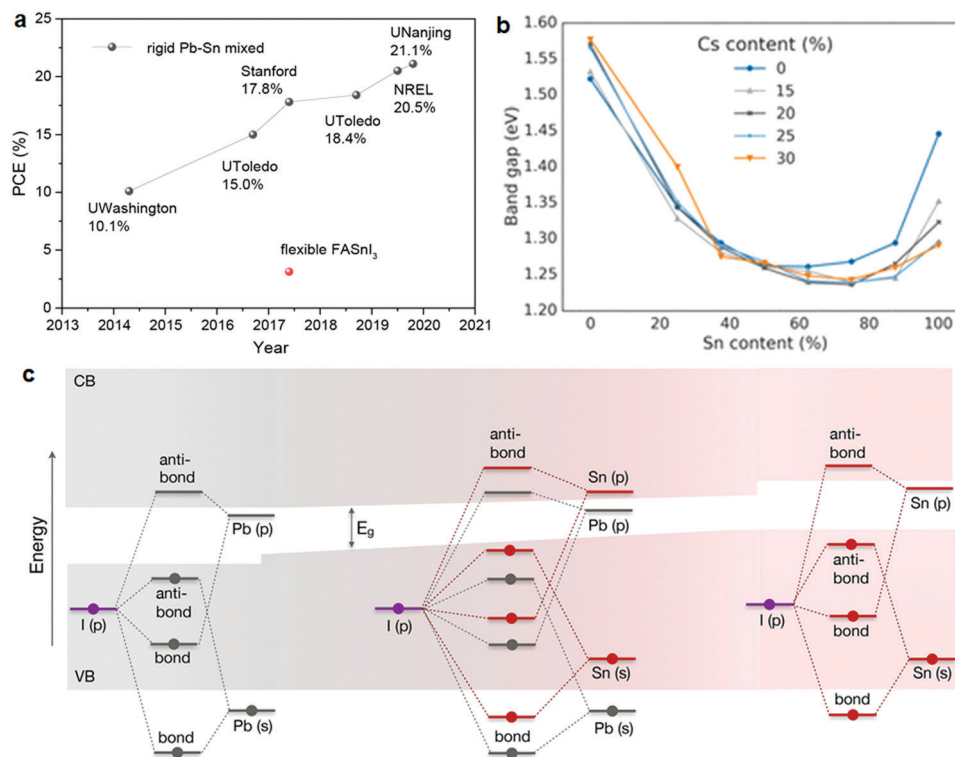 a
PCE (%)
25
20
15
10
5
0
rigid Pb-Sn mixed
UWashington
10.1%
UToledo
15.0%
Stanford
17.8%
UToledo
18.4%
NREL
20.5%
UNanjing
21.1%
flexible FASnI₃
2013 2014 2015 2016 2017 2018 2019 2020 2021
Year
b
Band gap (eV)
1.60
1.55
1.50
1.45
1.40
1.35
1.30
1.25
1.20
Cs content (%)
0
15
20
25
30
0 20 40 60 80 100
Sn content (%)
c
CB
VB
Energy
anti-
bond
Pb (p)
I (p)
anti-
bond
bond
Pb (s)
bond
E_g
anti-
bond
Sn (p)
Pb (p)
I (p)
Sn (s)
Pb (s)
bond
anti-
bond
Sn (p)
anti-
bond
I (p)
bond
Sn (s)
bond